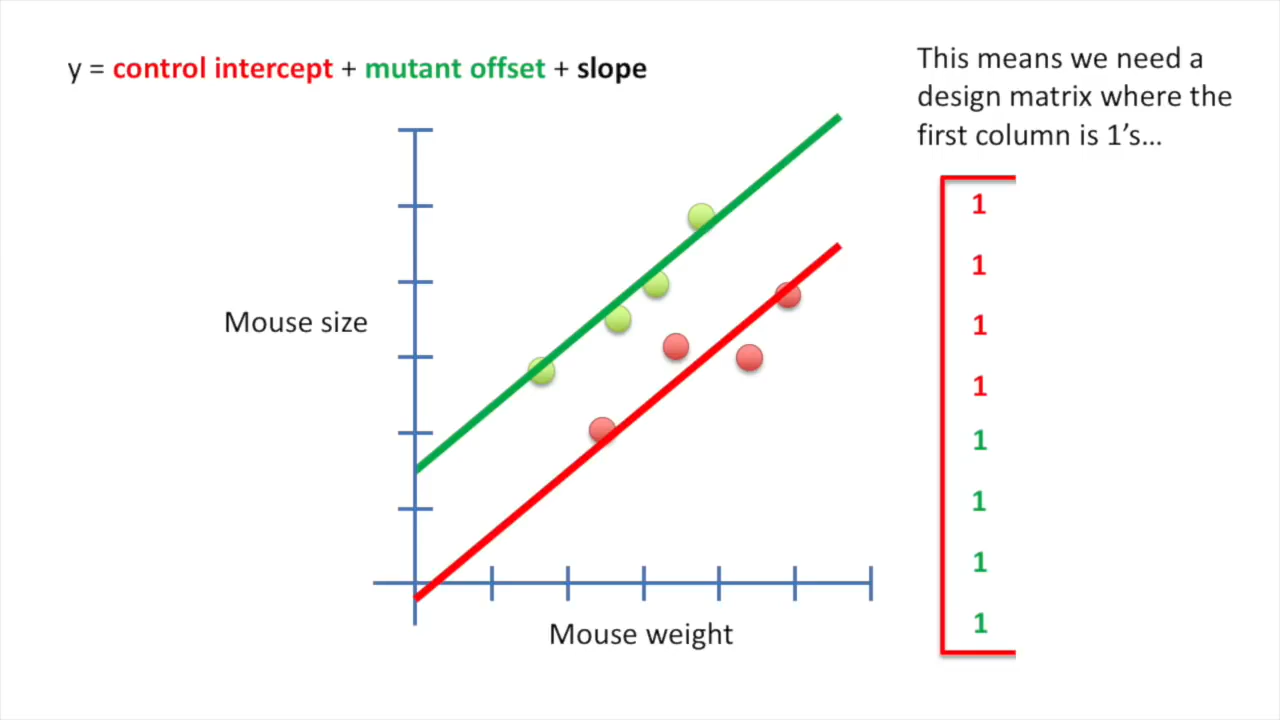 y = control intercept + mutant offset + slope
This means we need a
design matrix where the
first column is 1’s…
Mouse size
Mouse weight
1
1
1
1
1
1
1
1